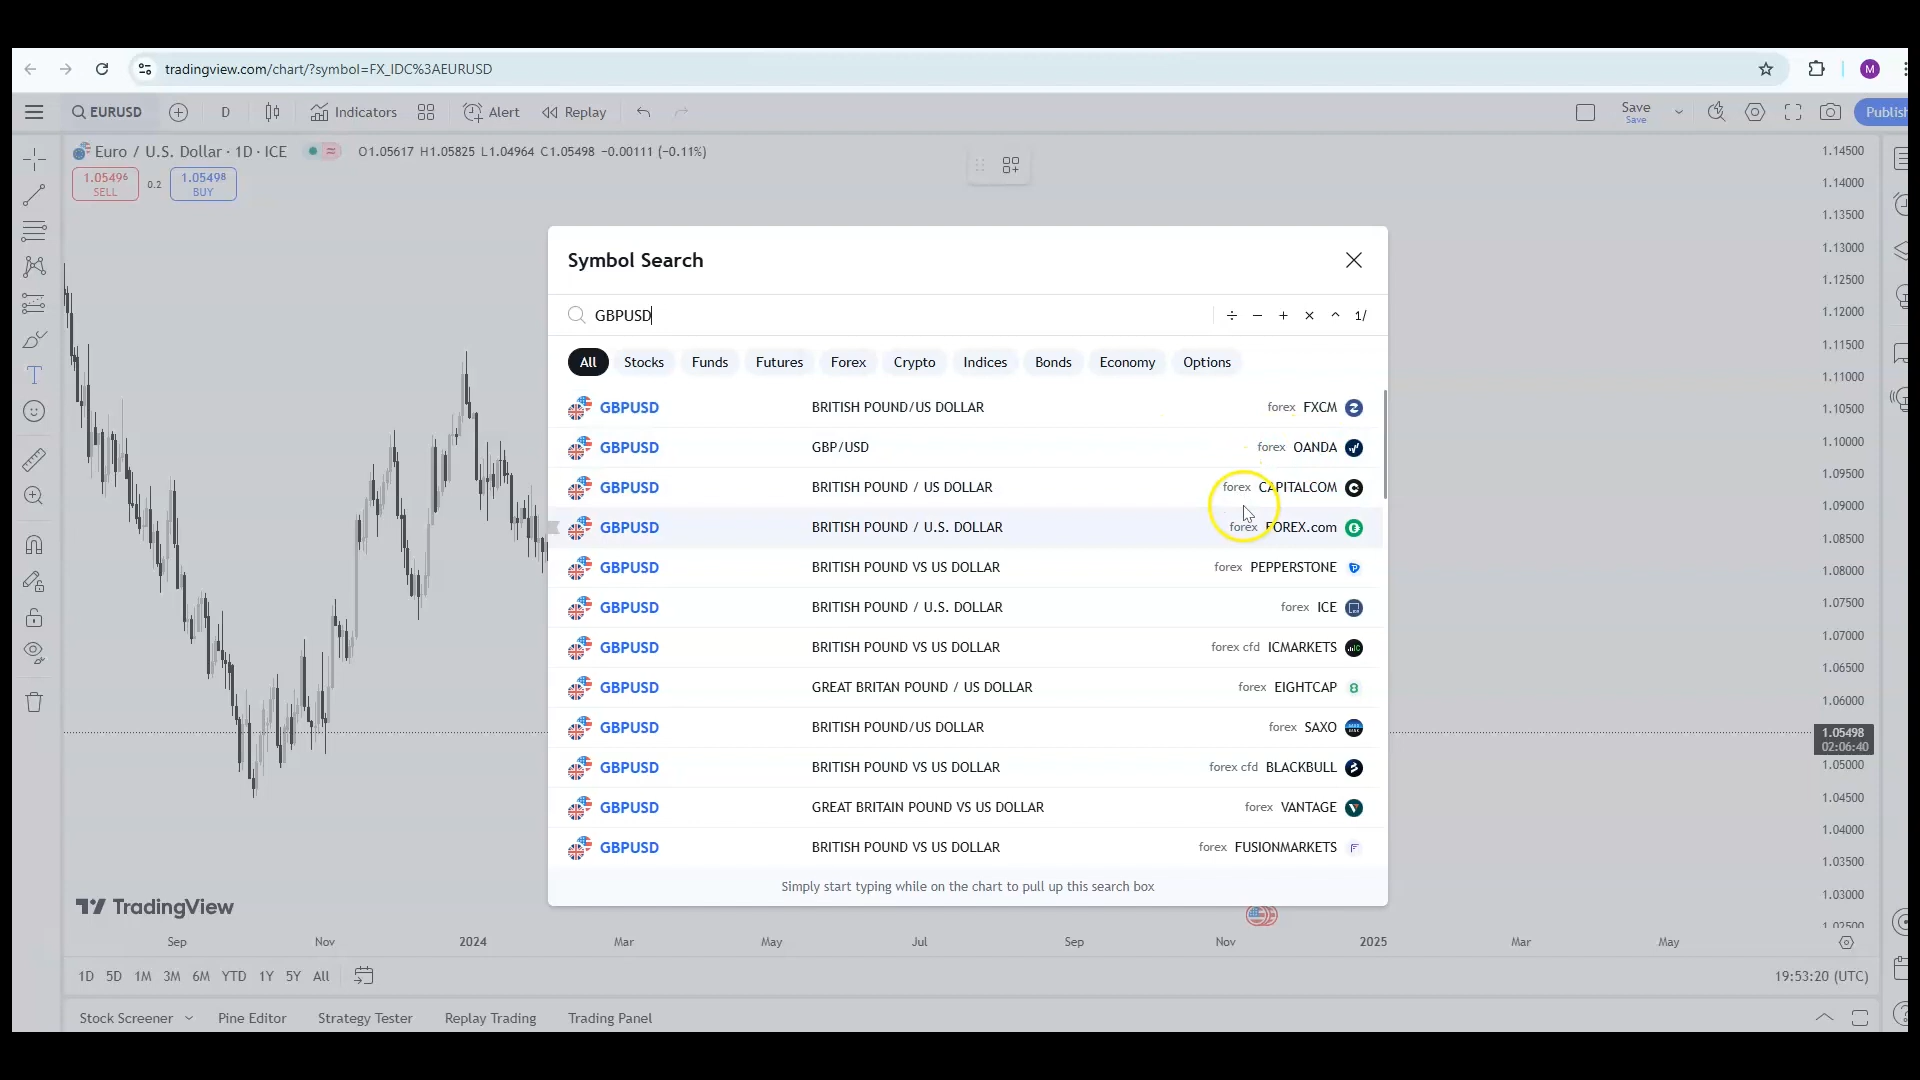 tradingview.com/chart/?symbol=FX_IDC%3AEURUSD
M
EURUSD D Indicators Alert Replay Save Publish
Save
Euro / U.S. Dollar · 1D · ICE O1.05617 H1.05825 L1.04964 C1.05498 −0.00111 (−0.11%)
1.05496 SELL 0.2 1.05498 BUY
Symbol Search
GBPUSD ÷ − + × ^ 1/
All Stocks Funds Futures Forex Crypto Indices Bonds Economy Options
GBPUSD BRITISH POUND/US DOLLAR forex FXCM
GBPUSD GBP/USD forex OANDA
GBPUSD BRITISH POUND / US DOLLAR forex CAPITALCOM
GBPUSD BRITISH POUND / U.S. DOLLAR forex FOREX.com
GBPUSD BRITISH POUND VS US DOLLAR forex PEPPERSTONE
GBPUSD BRITISH POUND / U.S. DOLLAR forex ICE
GBPUSD BRITISH POUND VS US DOLLAR forex cfd ICMARKETS
GBPUSD GREAT BRITAN POUND / US DOLLAR forex EIGHTCAP
GBPUSD BRITISH POUND/US DOLLAR forex SAXO
GBPUSD BRITISH POUND VS US DOLLAR forex cfd BLACKBULL
GBPUSD GREAT BRITAIN POUND VS US DOLLAR forex VANTAGE
GBPUSD BRITISH POUND VS US DOLLAR forex FUSIONMARKETS
Simply start typing while on the chart to pull up this search box
1.14500
1.14000
1.13500
1.13000
1.12500
1.12000
1.11500
1.11000
1.10500
1.10000
1.09500
1.09000
1.08500
1.08000
1.07500
1.07000
1.06500
1.06000
1.05498
02:06:40
1.05000
1.04500
1.04000
1.03500
1.03000
1.02500
TradingView
Sep Nov 2024 Mar May Jul Sep Nov 2025 Mar May
1D 5D 1M 3M 6M YTD 1Y 5Y All 19:53:20 (UTC)
Stock Screener Pine Editor Strategy Tester Replay Trading Trading Panel